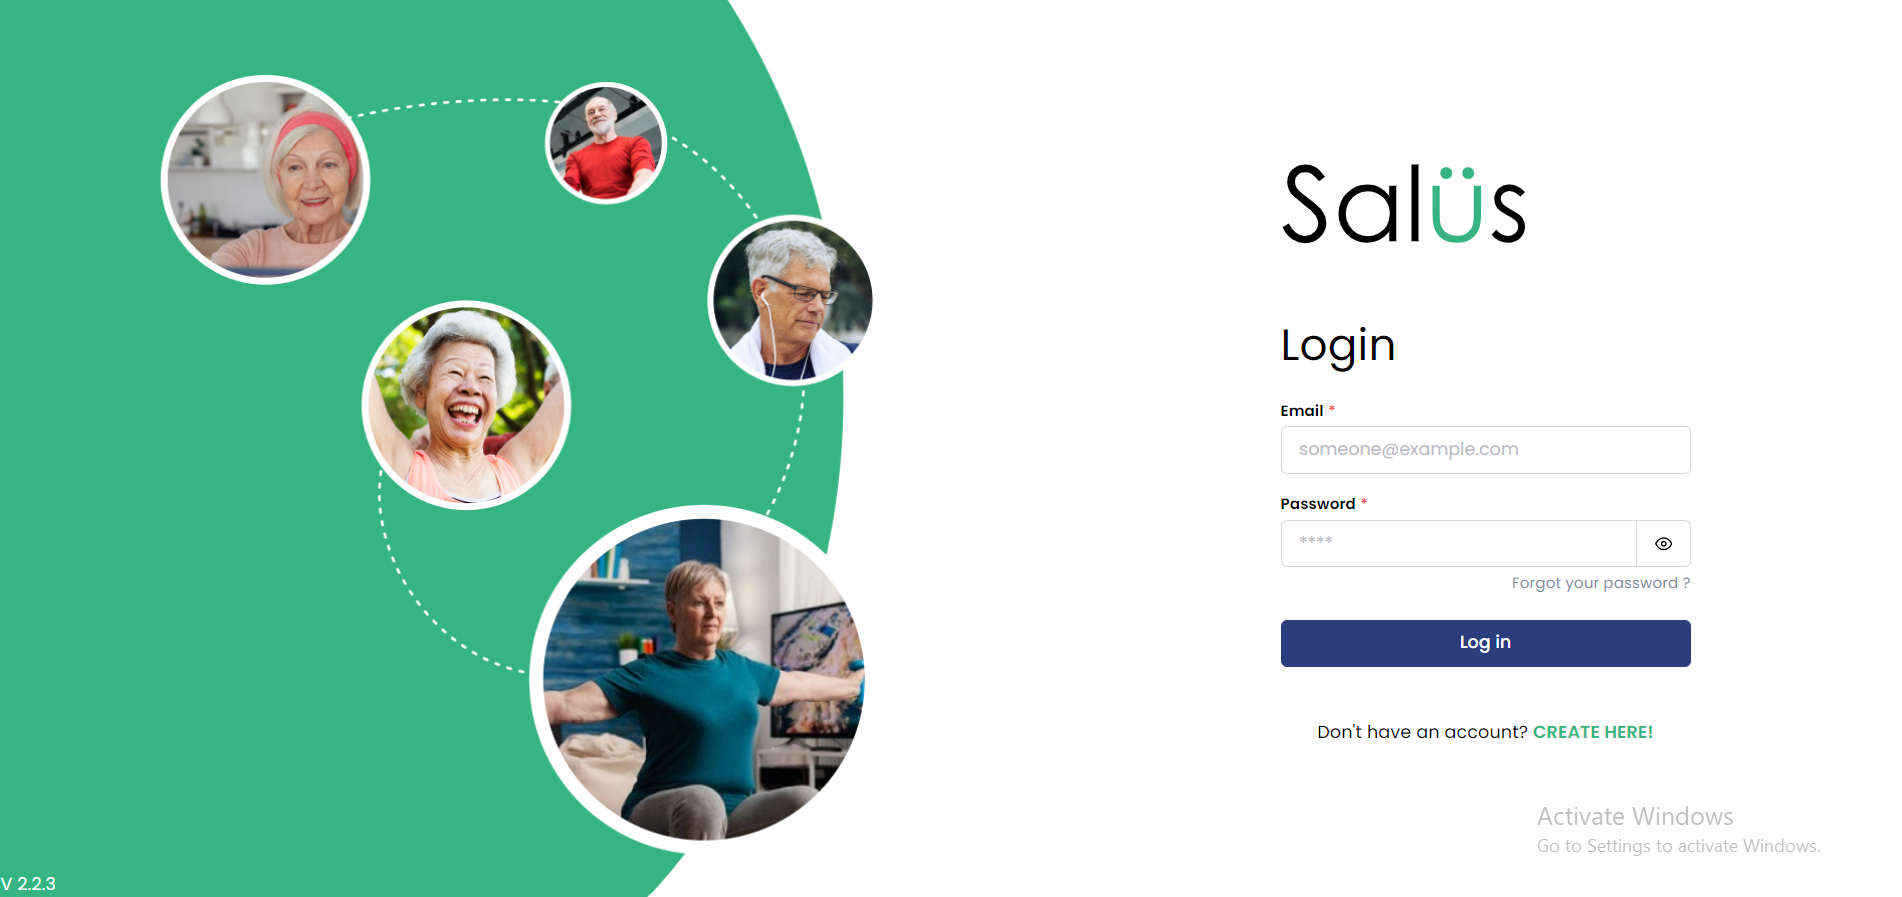 Salüs
Login
Email *
someone@example.com
Password *
****
Forgot your password ?
Log in
Don't have an account? CREATE HERE!
Activate Windows
Go to Settings to activate Windows.
V 2.2.3